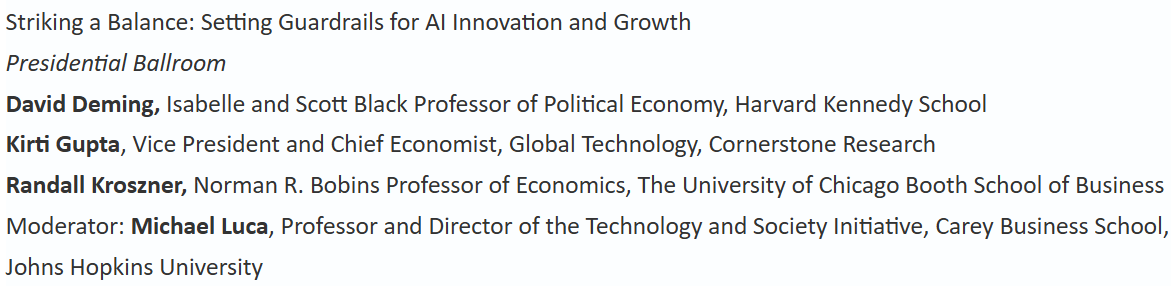 Striking a Balance: Setting Guardrails for AI Innovation and Growth
Presidential Ballroom
David Deming, Isabelle and Scott Black Professor of Political Economy, Harvard Kennedy School
Kirti Gupta, Vice President and Chief Economist, Global Technology, Cornerstone Research
Randall Kroszner, Norman R. Bobins Professor of Economics, The University of Chicago Booth School of Business
Moderator: Michael Luca, Professor and Director of the Technology and Society Initiative, Carey Business School,
Johns Hopkins University